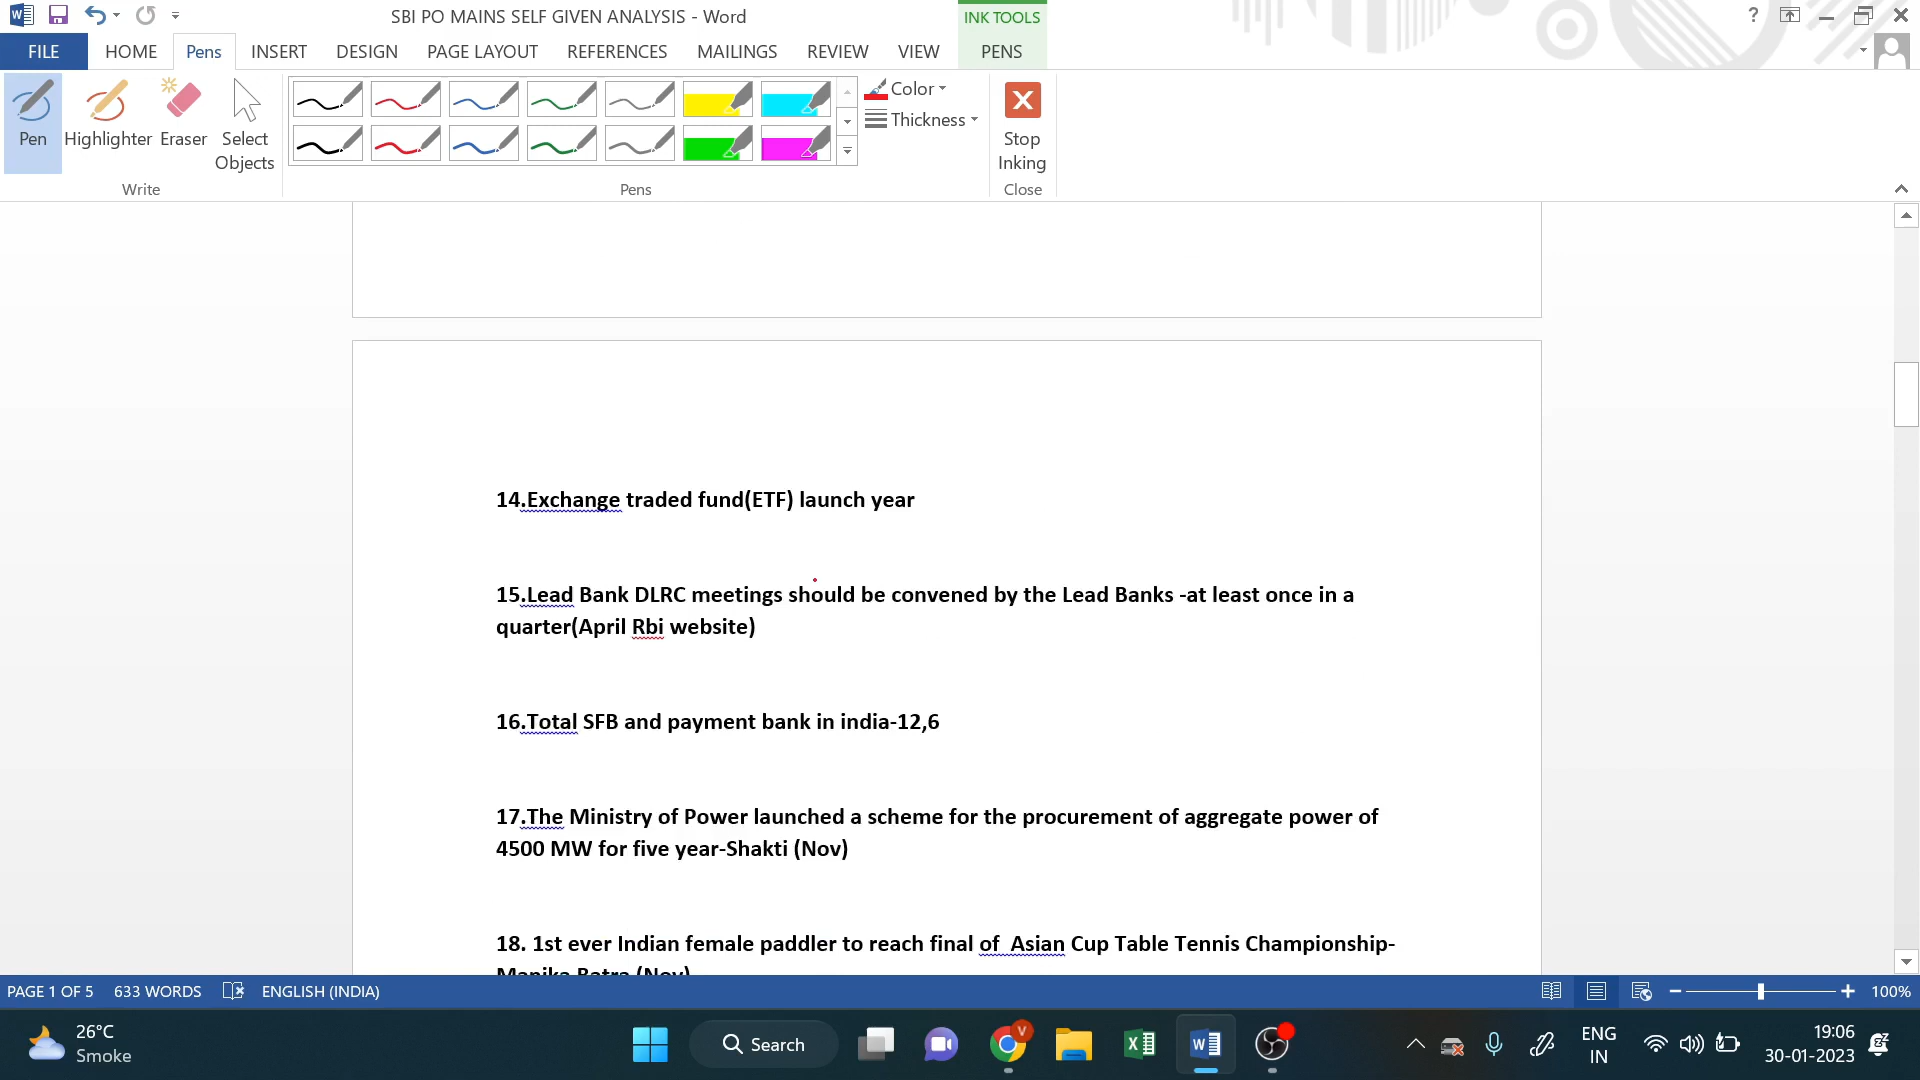 SBI PO MAINS SELF GIVEN ANALYSIS - Word
INK TOOLS
?
FILE
HOME
Pens
INSERT
DESIGN
PAGE LAYOUT
REFERENCES
MAILINGS
REVIEW
VIEW
PENS
Pen
Highlighter
Eraser
Select
Objects
Color
Thickness
Stop
Inking
Write
Pens
Close
14.Exchange traded fund(ETF) launch year
15.Lead Bank DLRC meetings should be convened by the Lead Banks -at least once in a
quarter(April Rbi website)
16.Total SFB and payment bank in india-12,6
17.The Ministry of Power launched a scheme for the procurement of aggregate power of
4500 MW for five year-Shakti (Nov)
18. 1st ever Indian female paddler to reach final of  Asian Cup Table Tennis Championship-
Manika Batra (Nov)
PAGE 1 OF 5
633 WORDS
ENGLISH (INDIA)
100%
26°C
Smoke
Search
V
ENG
IN
19:06
30-01-2023